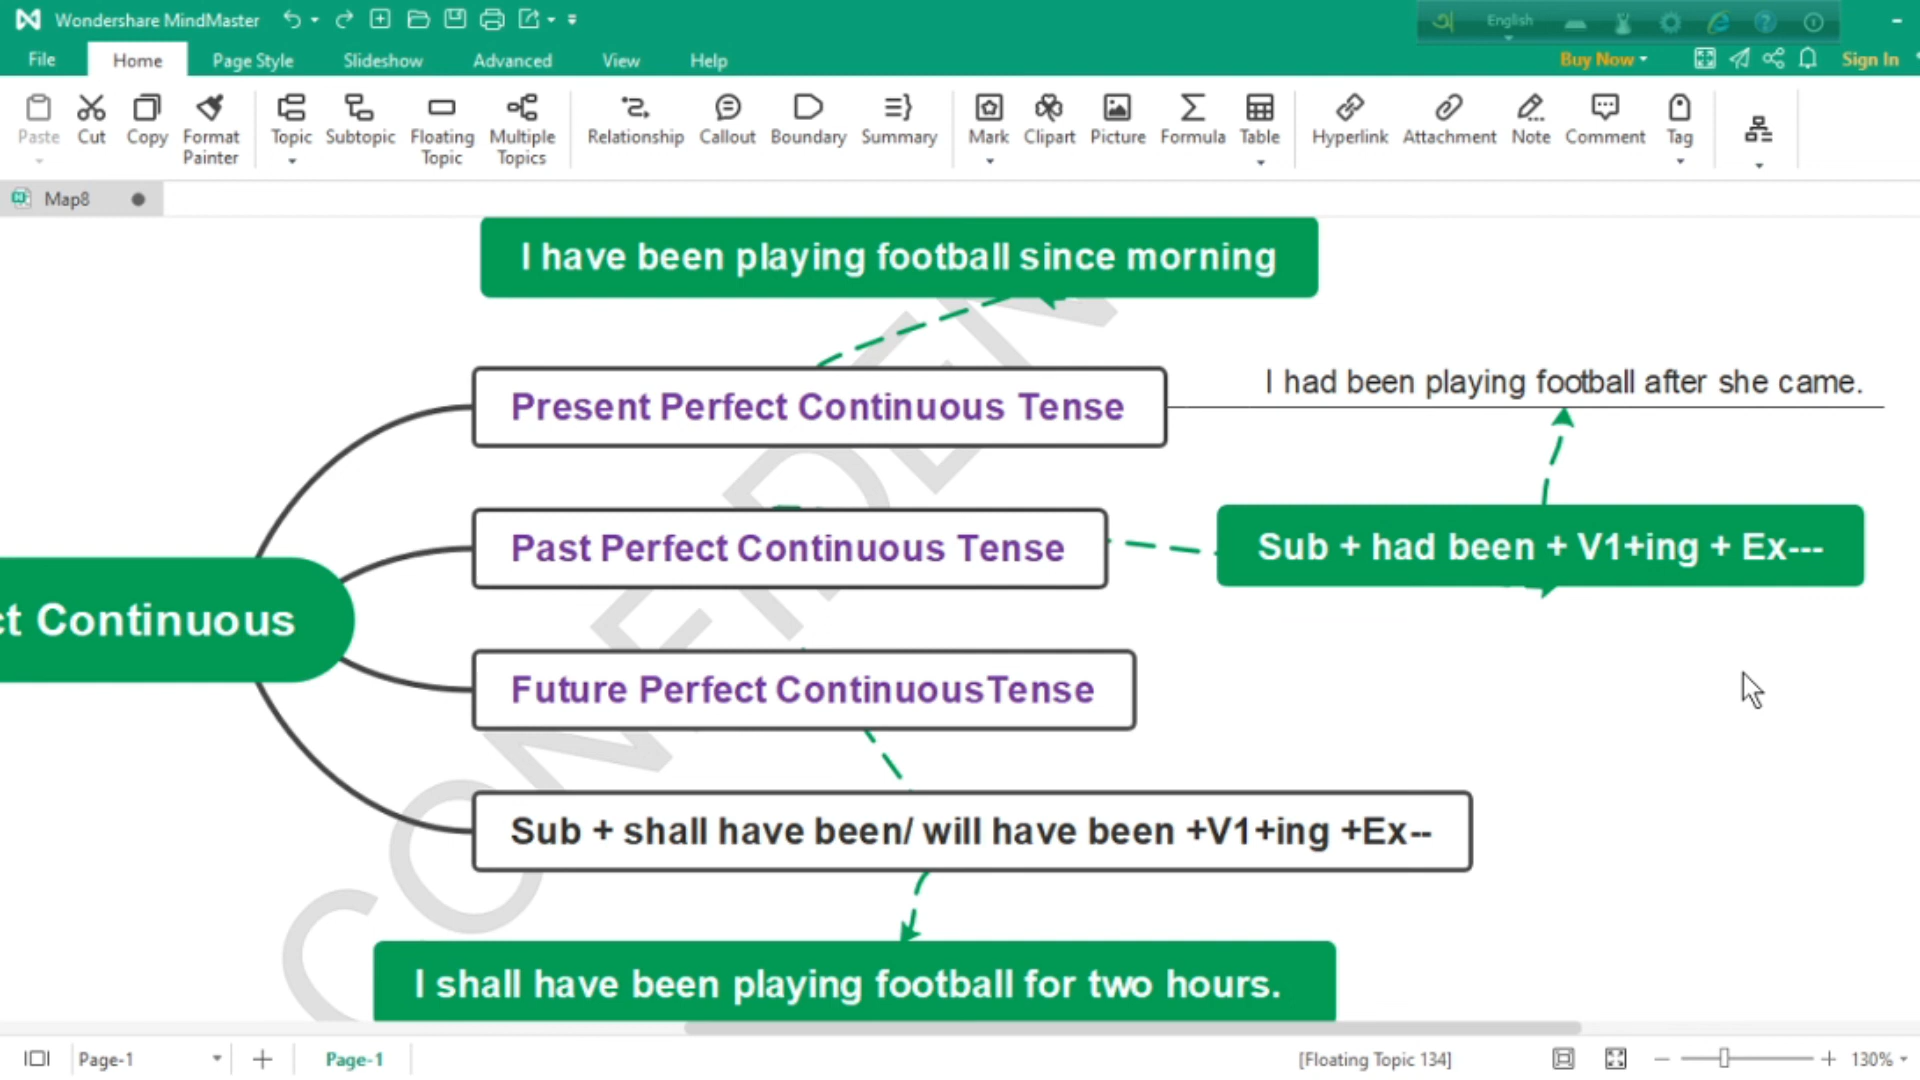 Wondershare MindMaster
English
File
Home
Page Style
Slideshow
Advanced
View
Help
Buy Now
Sign In
Paste
Cut
Copy
Format
Painter
Topic
Subtopic
Floating
Topic
Multiple
Topics
Relationship
Callout
Boundary
Summary
Mark
Clipart
Picture
Formula
Table
Hyperlink
Attachment
Note
Comment
Tag
Map8
I have been playing football since morning
Present Perfect Continuous Tense
I had been playing football after she came.
Past Perfect Continuous Tense
Sub + had been + V1+ing + Ex---
ct Continuous
Future Perfect ContinuousTense
Sub + shall have been/ will have been +V1+ing +Ex--
I shall have been playing football for two hours.
Page-1
Page-1
[Floating Topic 134]
130%